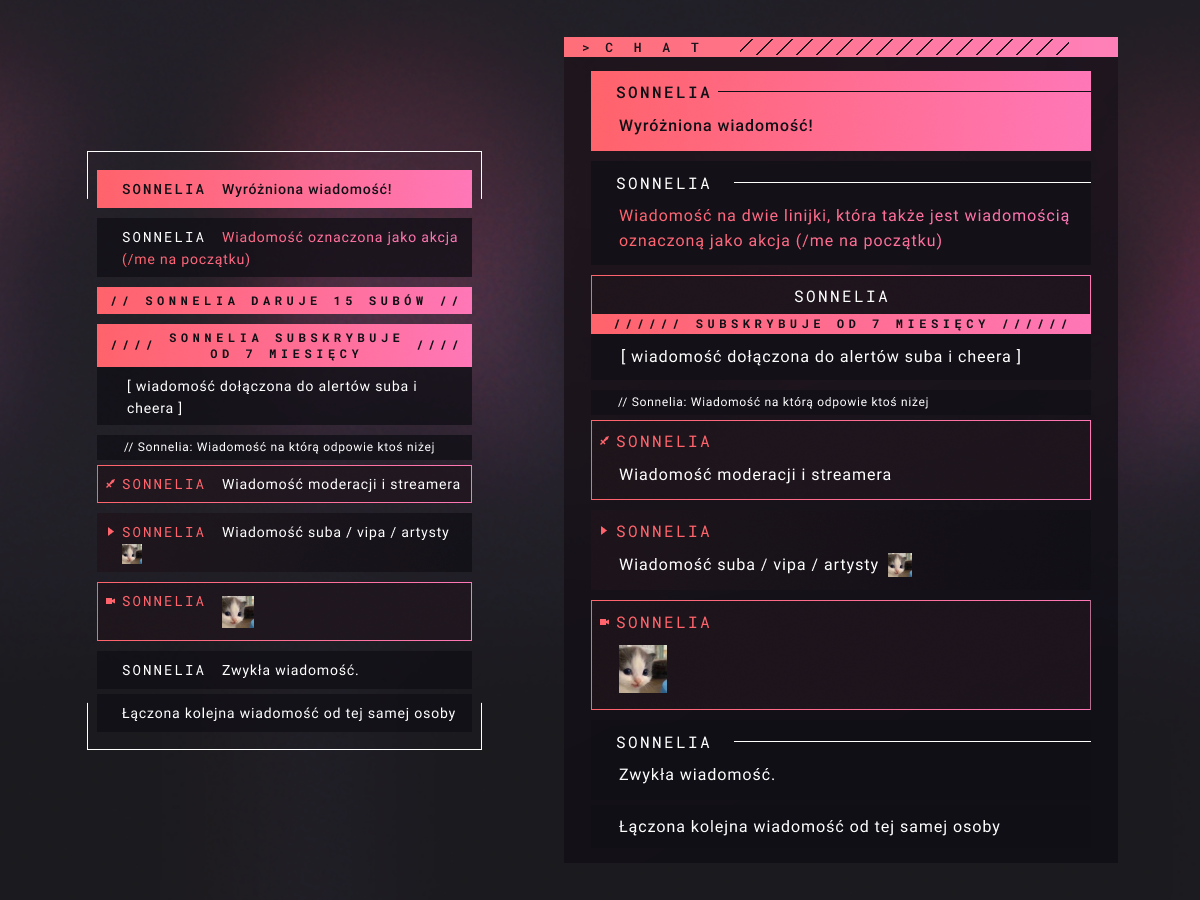 SONNELIA Wyróżniona wiadomość!
SONNELIA Wiadomość oznaczona jako akcja
(/me na początku)
// SONNELIA DARUJE 15 SUBÓW //
//// SONNELIA SUBSKRYBUJE ////
OD 7 MIESIĘCY
[ wiadomość dołączona do alertów suba i
cheera ]
// Sonnelia: Wiadomość na którą odpowie ktoś niżej
SONNELIA Wiadomość moderacji i streamera
SONNELIA Wiadomość suba / vipa / artysty
SONNELIA
SONNELIA Zwykła wiadomość.
Łączona kolejna wiadomość od tej samej osoby
> CHAT
SONNELIA
Wyróżniona wiadomość!
SONNELIA
Wiadomość na dwie linijki, która także jest wiadomością
oznaczoną jako akcja (/me na początku)
SONNELIA
////// SUBSKRYBUJE OD 7 MIESIĘCY //////
[ wiadomość dołączona do alertów suba i cheera ]
// Sonnelia: Wiadomość na którą odpowie ktoś niżej
SONNELIA
Wiadomość moderacji i streamera
SONNELIA
Wiadomość suba / vipa / artysty
SONNELIA
SONNELIA
Zwykła wiadomość.
Łączona kolejna wiadomość od tej samej osoby